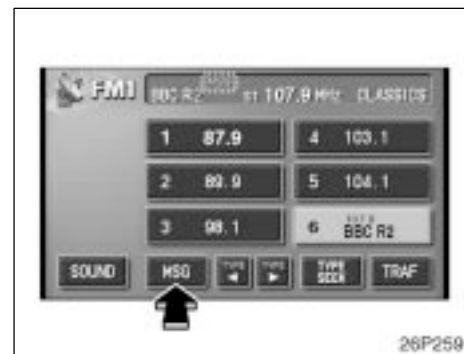 FM1
BBC R2 ST 107.9 MHz CLASSICS
1 87.9
4 103.1
2 89.9
5 104.1
3 98.1
6 BBC R2
SOUND
MSG
TYPE
TYPE
TYPE SEEK
TRAF
26P259